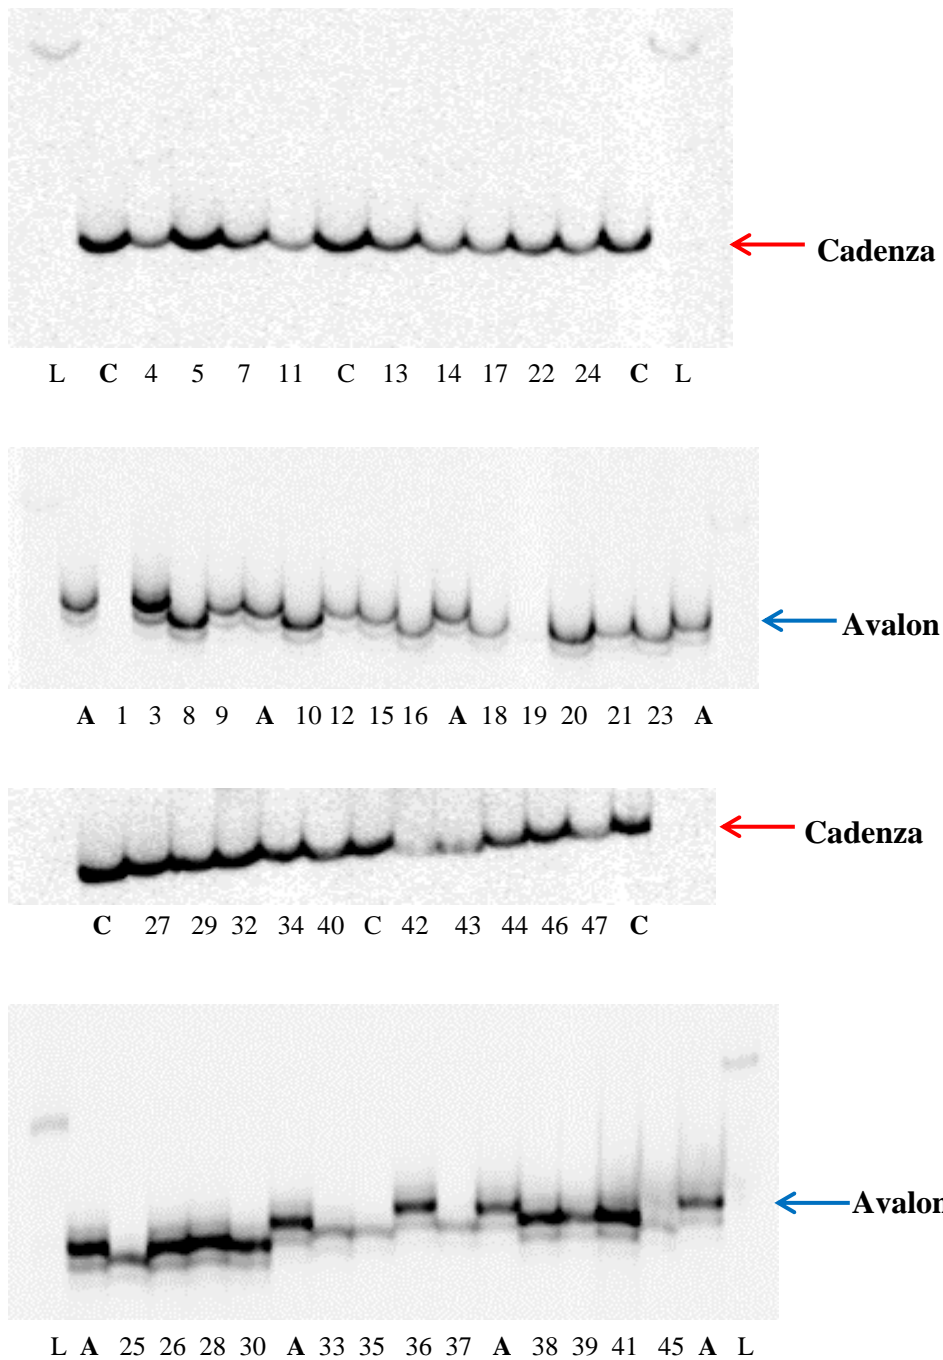 Cadenza
L C 4 5 7 11 C 13 14 17 22 24 C L
Avalon
A 1 3 8 9 A 10 12 15 16 A 18 19 20 21 23 A
Cadenza
C 27 29 32 34 40 C 42 43 44 46 47 C
Avalon
L A 25 26 28 30 A 33 35 36 37 A 38 39 41 45 A L